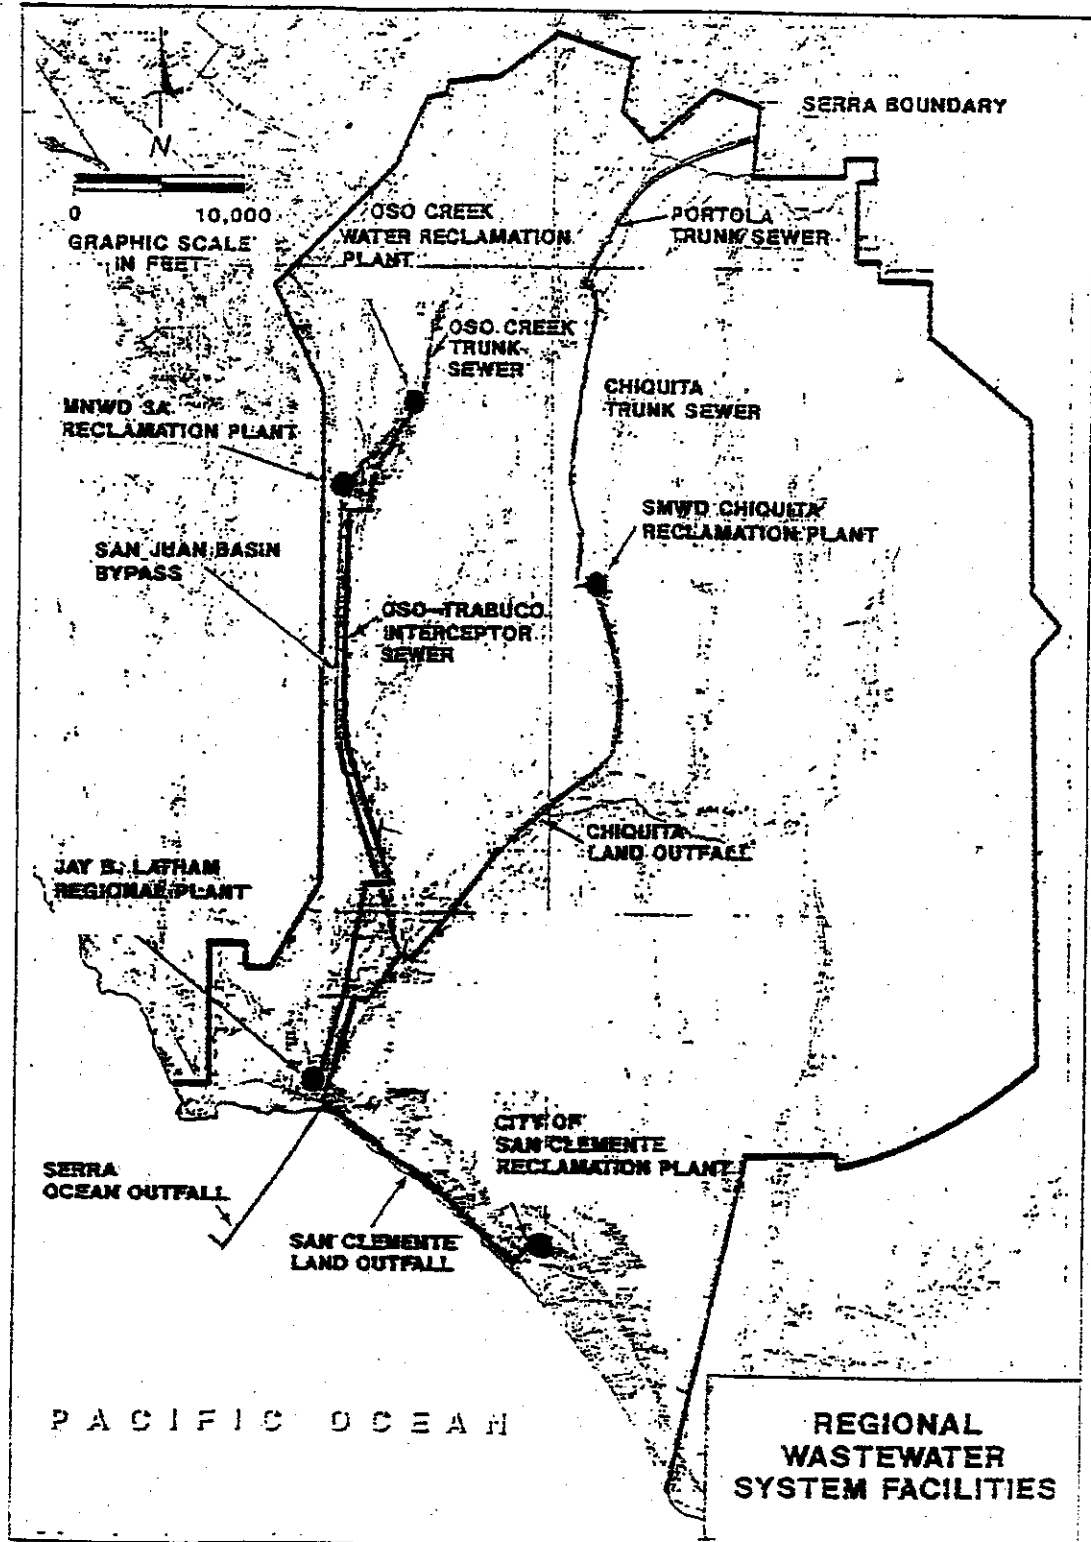 SERRA BOUNDARY
N
0 10,000
GRAPHIC SCALE
IN FEET
OSO CREEK
WATER RECLAMATION
PLANT
PORTOLA
TRUNK SEWER
OSO CREEK
TRUNK
SEWER
CHIQUITA
TRUNK SEWER
MNWD 3A
RECLAMATION PLANT
SMWD CHIQUITA
RECLAMATION PLANT
SAN JUAN BASIN
BYPASS
OSO-TRABUCO
INTERCEPTOR
SEWER
CHIQUITA
LAND OUTFALL
JAY B. LATHAM
REGIONAL PLANT
CITY OF
SAN CLEMENTE
RECLAMATION PLANT
SERRA
OCEAN OUTFALL
SAN CLEMENTE
LAND OUTFALL
PACIFIC OCEAN
REGIONAL
WASTEWATER
SYSTEM FACILITIES